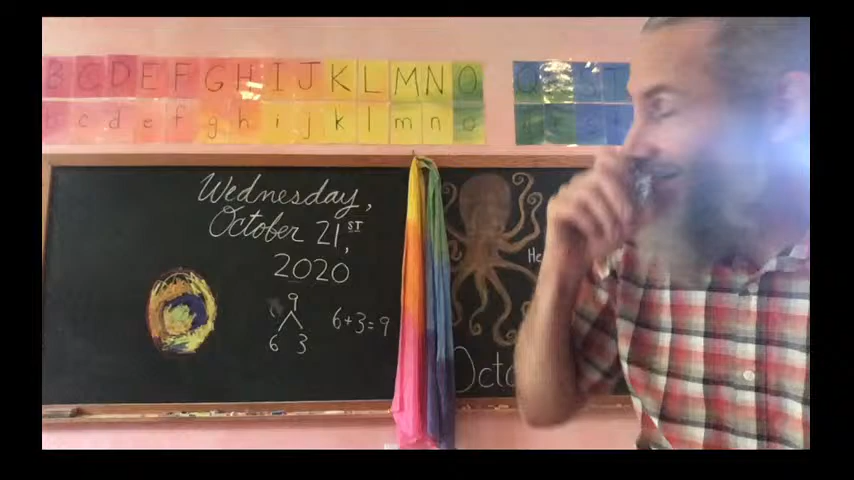 B C D E F G H I J K L M N O Q R S T
b c d e f g h i j k l m n o
Wednesday,
October 21ST,
2020
9
6 + 3 = 9
6 3
He
Octo